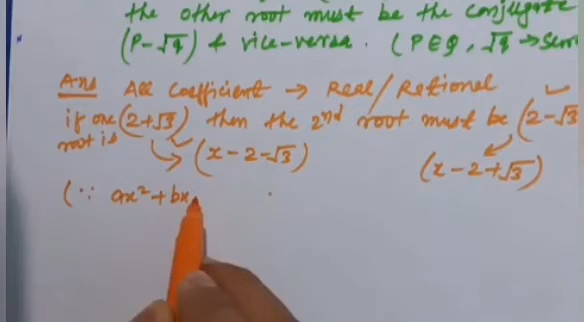 the other root must be the conjugate
(P-√q) & vice-versa. (PEQ, √q →
Ans All Coefficient → Real/Rational
if one (2+√3) then the 2nd root must be (2-√3
root is
(x-2-√3)
(x-2+√3)
(∵ ax²+bx